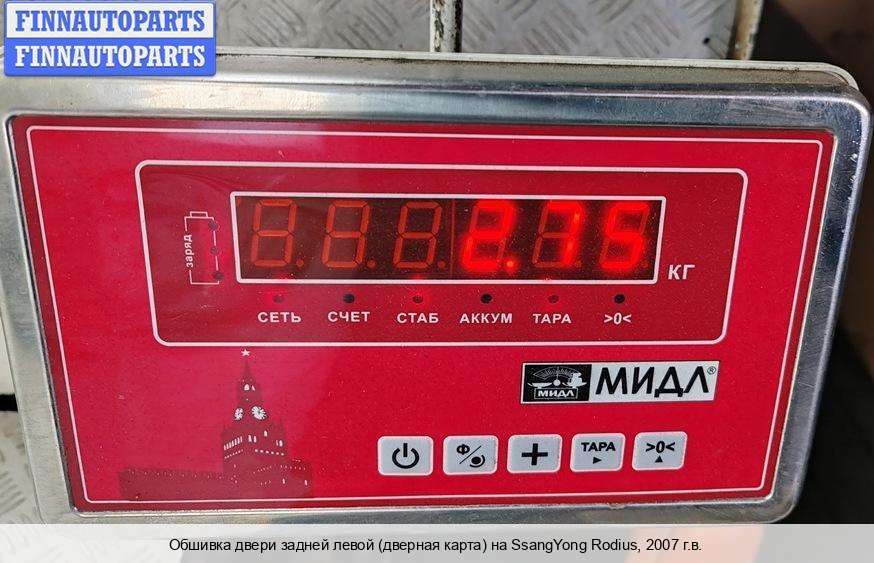 FINNAUTOPARTS
FINNAUTOPARTS
заряд
2.75
КГ
СЕТЬ СЧЕТ СТАБ АККУМ ТАРА >0<
МИДЛ МИДЛ®
Ф/ + ТАРА >0<
Обшивка двери задней левой (дверная карта) на SsangYong Rodius, 2007 г.в.